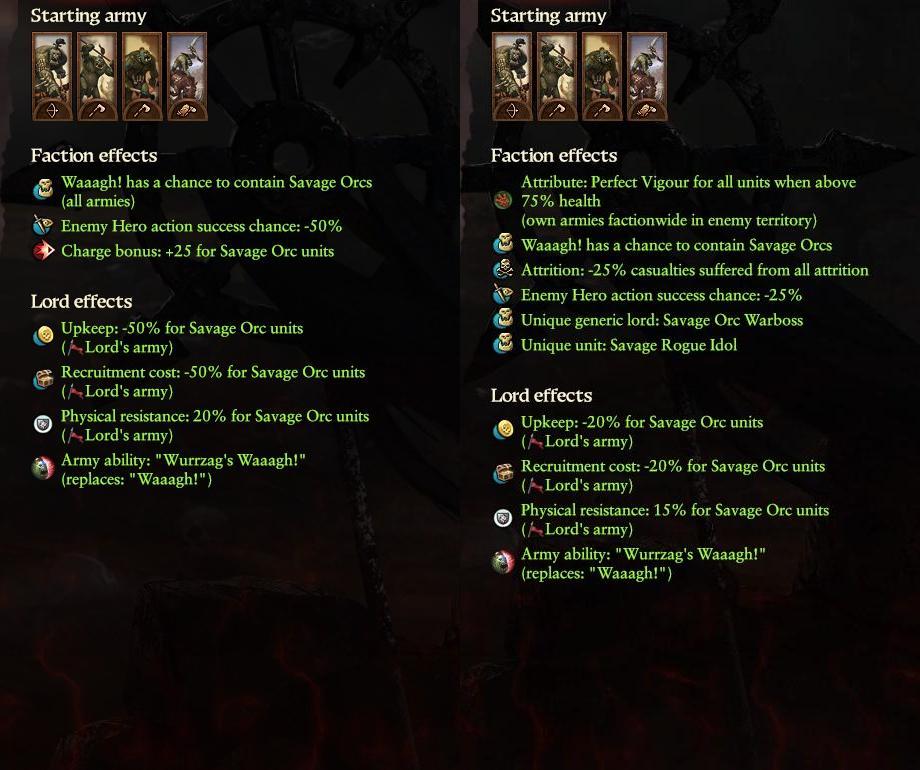 Starting army
Faction effects
Waaagh! has a chance to contain Savage Orcs
(all armies)
Enemy Hero action success chance: -50%
Charge bonus: +25 for Savage Orc units
Lord effects
Upkeep: -50% for Savage Orc units
(Lord's army)
Recruitment cost: -50% for Savage Orc units
(Lord's army)
Physical resistance: 20% for Savage Orc units
(Lord's army)
Army ability: "Wurrzag's Waaagh!"
(replaces: "Waaagh!")
Starting army
Faction effects
Attribute: Perfect Vigour for all units when above
75% health
(own armies factionwide in enemy territory)
Waaagh! has a chance to contain Savage Orcs
Attrition: -25% casualties suffered from all attrition
Enemy Hero action success chance: -25%
Unique generic lord: Savage Orc Warboss
Unique unit: Savage Rogue Idol
Lord effects
Upkeep: -20% for Savage Orc units
(Lord's army)
Recruitment cost: -20% for Savage Orc units
(Lord's army)
Physical resistance: 15% for Savage Orc units
(Lord's army)
Army ability: "Wurrzag's Waaagh!"
(replaces: "Waaagh!")